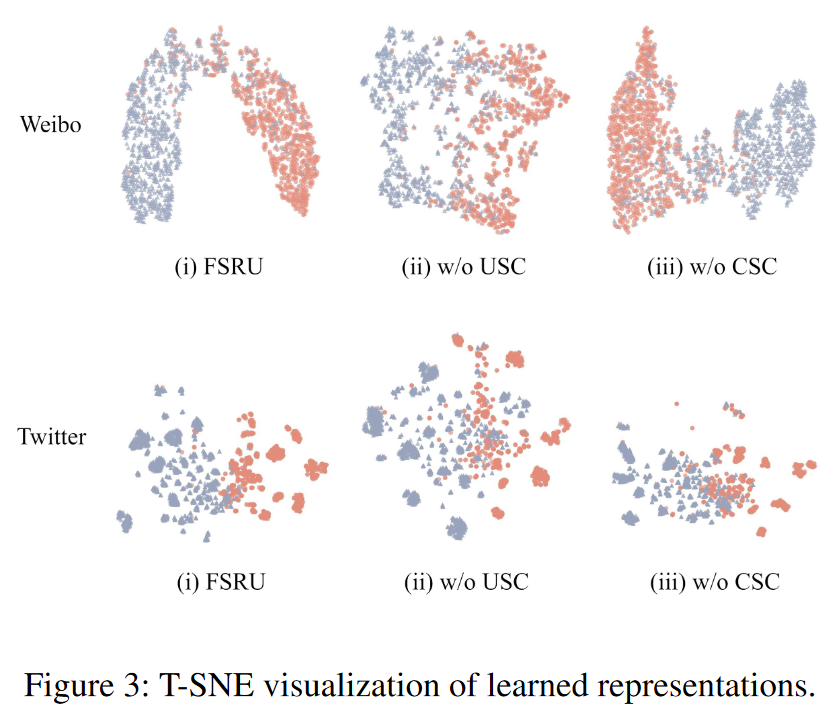 Weibo
(i) FSRU
(ii) w/o USC
(iii) w/o CSC
Twitter
(i) FSRU
(ii) w/o USC
(iii) w/o CSC
Figure 3: T-SNE visualization of learned representations.